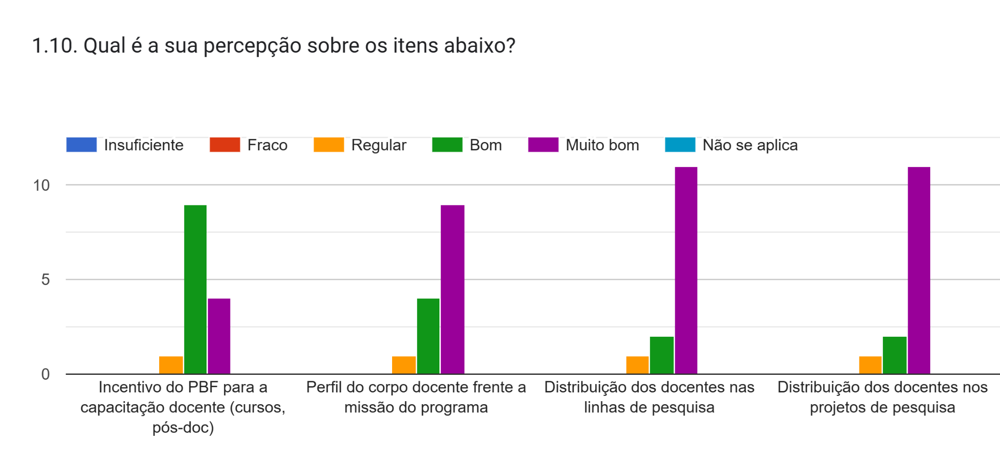 1.10. Qual é a sua percepção sobre os itens abaixo?
Insuficiente Fraco Regular Bom Muito bom Não se aplica
10
5
0
Incentivo do PBF para a
capacitação docente (cursos,
pós-doc)
Perfil do corpo docente frente a
missão do programa
Distribuição dos docentes nas
linhas de pesquisa
Distribuição dos docentes nos
projetos de pesquisa